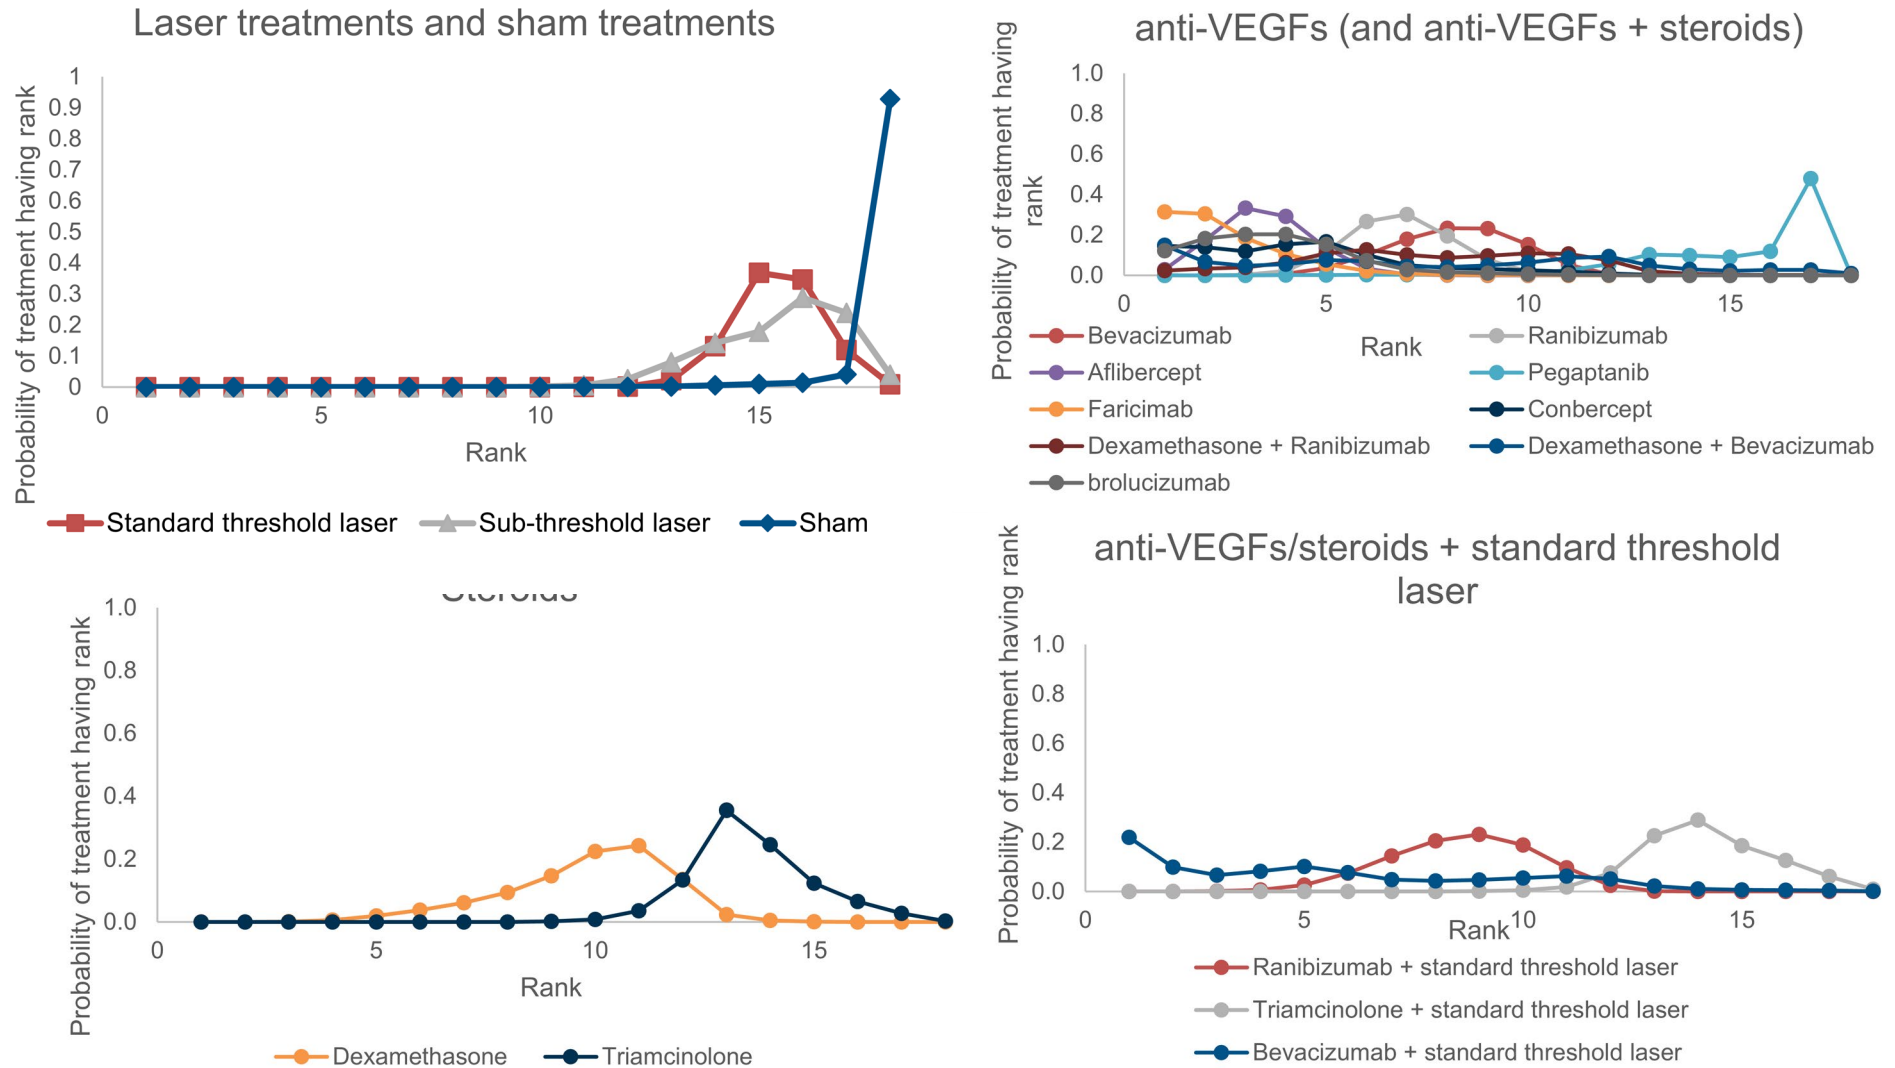 Laser treatments and sham treatments
Probability of treatment having rank
1
0.9
0.8
0.7
0.6
0.5
0.4
0.3
0.2
0.1
0
0 5 10 15
Rank
Standard threshold laser Sub-threshold laser Sham
anti-VEGFs (and anti-VEGFs + steroids)
Probability of treatment having
rank
1.0
0.8
0.6
0.4
0.2
0.0
0 5 10 15
Rank
Bevacizumab Ranibizumab
Aflibercept Pegaptanib
Faricimab Conbercept
Dexamethasone + Ranibizumab Dexamethasone + Bevacizumab
brolucizumab
Steroids
Probability of treatment having rank
1.0
0.8
0.6
0.4
0.2
0.0
0 5 10 15
Rank
Dexamethasone Triamcinolone
anti-VEGFs/steroids + standard threshold
laser
Probability of treatment having rank
1.0
0.8
0.6
0.4
0.2
0.0
0 5 10 15
Rank
Ranibizumab + standard threshold laser
Triamcinolone + standard threshold laser
Bevacizumab + standard threshold laser